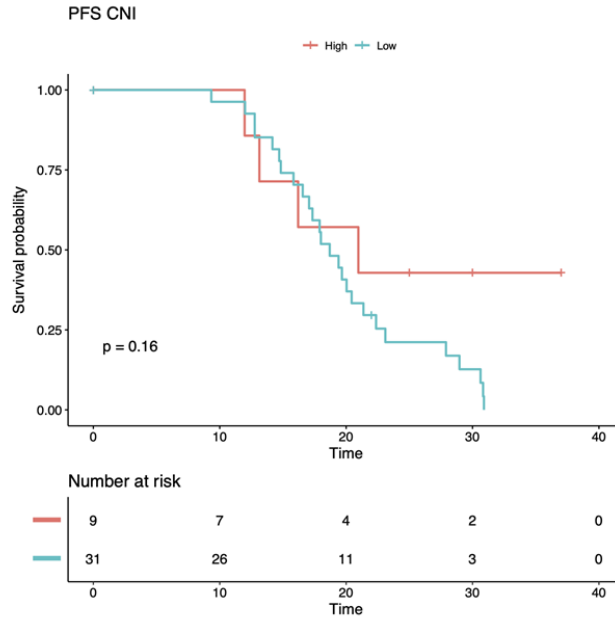 PFS CNI
High Low
1.00
0.75
0.50
0.25
0.00
Survival probability
p = 0.16
0 10 20 30 40
Time
Number at risk
9 7 4 2 0
31 26 11 3 0
0 10 20 30 40
Time